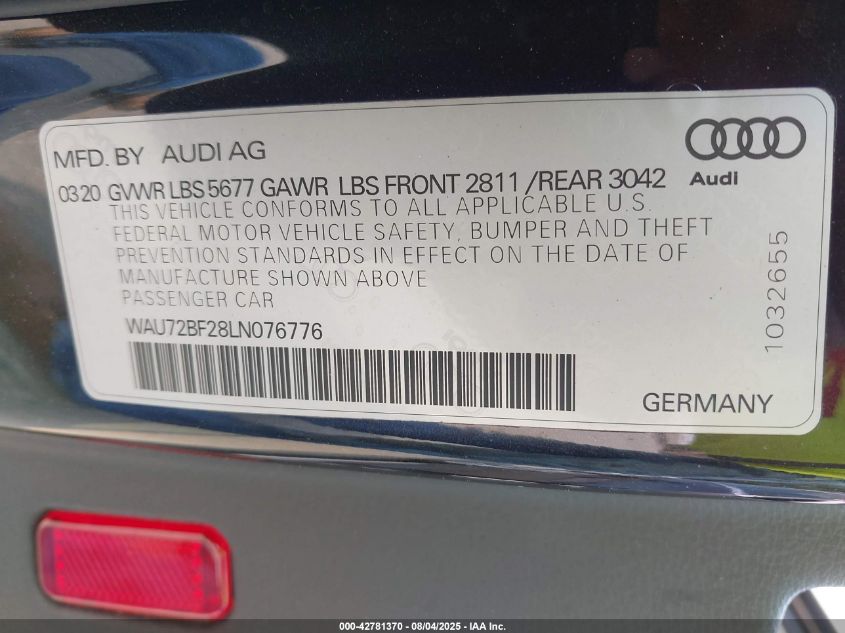 MFD. BY AUDI AG
Audi
0320 GVWR LBS 5677 GAWR LBS FRONT 2811 /REAR 3042
THIS VEHICLE CONFORMS TO ALL APPLICABLE U.S.
FEDERAL MOTOR VEHICLE SAFETY, BUMPER AND THEFT
PREVENTION STANDARDS IN EFFECT ON THE DATE OF
MANUFACTURE SHOWN ABOVE
PASSENGER CAR
WAU72BF28LN076776
1032655
GERMANY
000-42781370 - 08/04/2025 - IAA Inc.